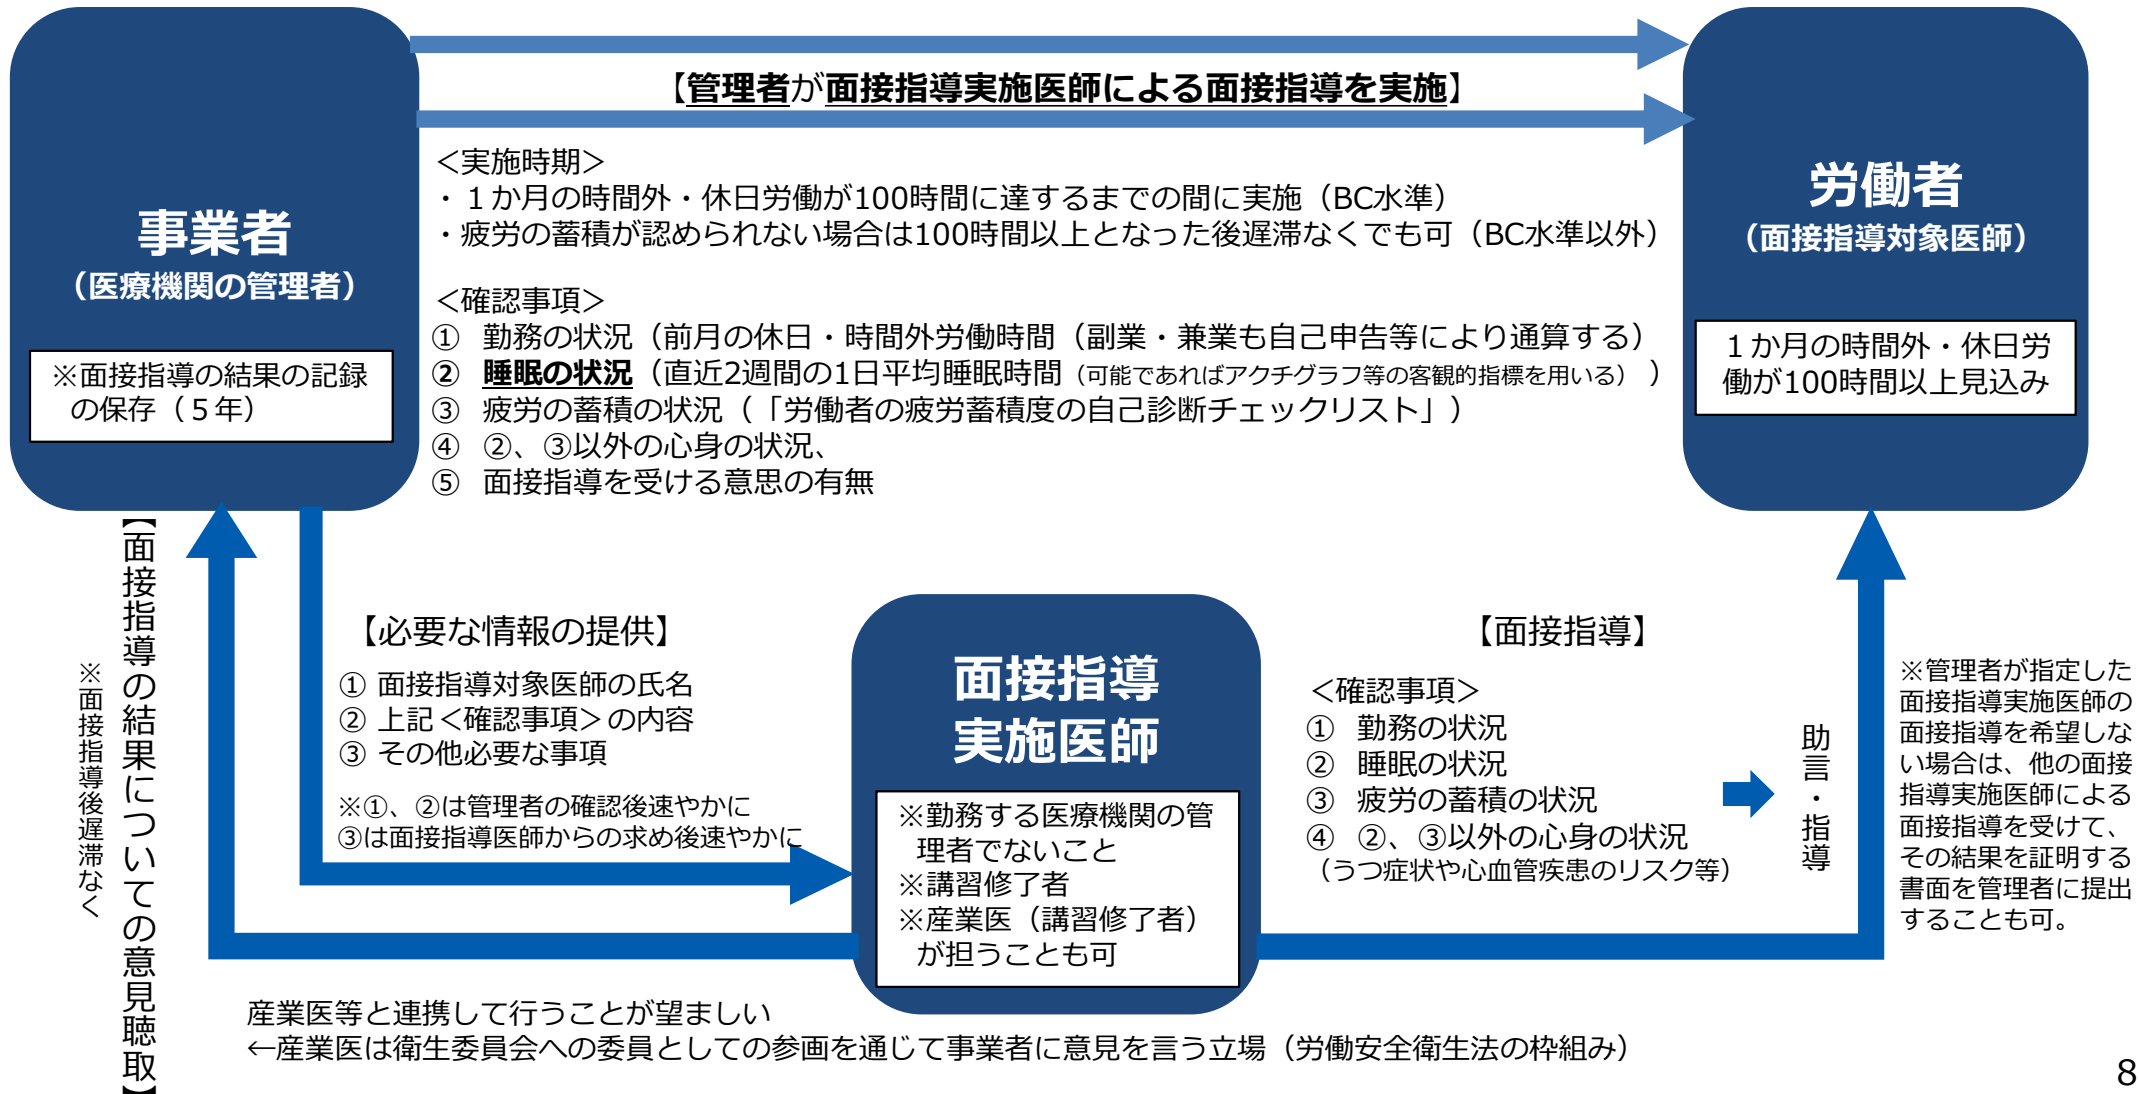 【管理者が面接指導実施医師による面接指導を実施】
事業者
（医療機関の管理者）
※面接指導の結果の記録
の保存（５年）
＜実施時期＞
・１か月の時間外・休日労働が100時間に達するまでの間に実施（BC水準）
・疲労の蓄積が認められない場合は100時間以上となった後遅滞なくでも可（BC水準以外）
＜確認事項＞
① 勤務の状況（前月の休日・時間外労働時間（副業・兼業も自己申告等により通算する）
② 睡眠の状況（直近2週間の1日平均睡眠時間（可能であればアクチグラフ等の客観的指標を用いる））
③ 疲労の蓄積の状況（「労働者の疲労蓄積度の自己診断チェックリスト」）
④ ②、③以外の心身の状況、
⑤ 面接指導を受ける意思の有無
労働者
（面接指導対象医師）
１か月の時間外・休日労
働が100時間以上見込み
【面接指導の結果についての意見聴取】
※面接指導後遅滞なく
【必要な情報の提供】
① 面接指導対象医師の氏名
② 上記＜確認事項＞の内容
③ その他必要な事項
※①、②は管理者の確認後速やかに
③は面接指導医師からの求め後速やかに
面接指導
実施医師
※勤務する医療機関の管
理者でないこと
※講習修了者
※産業医（講習修了者）
が担うことも可
【面接指導】
＜確認事項＞
① 勤務の状況
② 睡眠の状況
③ 疲労の蓄積の状況
④ ②、③以外の心身の状況
（うつ症状や心血管疾患のリスク等）
助言・指導
※管理者が指定した
面接指導実施医師の
面接指導を希望しな
い場合は、他の面接
指導実施医師による
面接指導を受けて、
その結果を証明する
書面を管理者に提出
することも可。
産業医等と連携して行うことが望ましい
←産業医は衛生委員会への委員としての参画を通じて事業者に意見を言う立場（労働安全衛生法の枠組み）
8